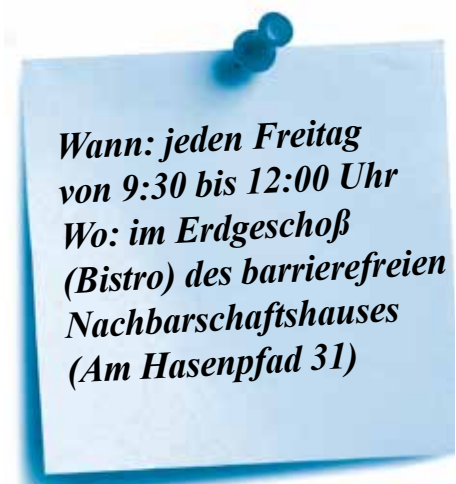 Wann: jeden Freitag
von 9:30 bis 12:00 Uhr
Wo: im Erdgeschoß
(Bistro) des barrierefreien
Nachbarschaftshauses
(Am Hasenpfad 31)